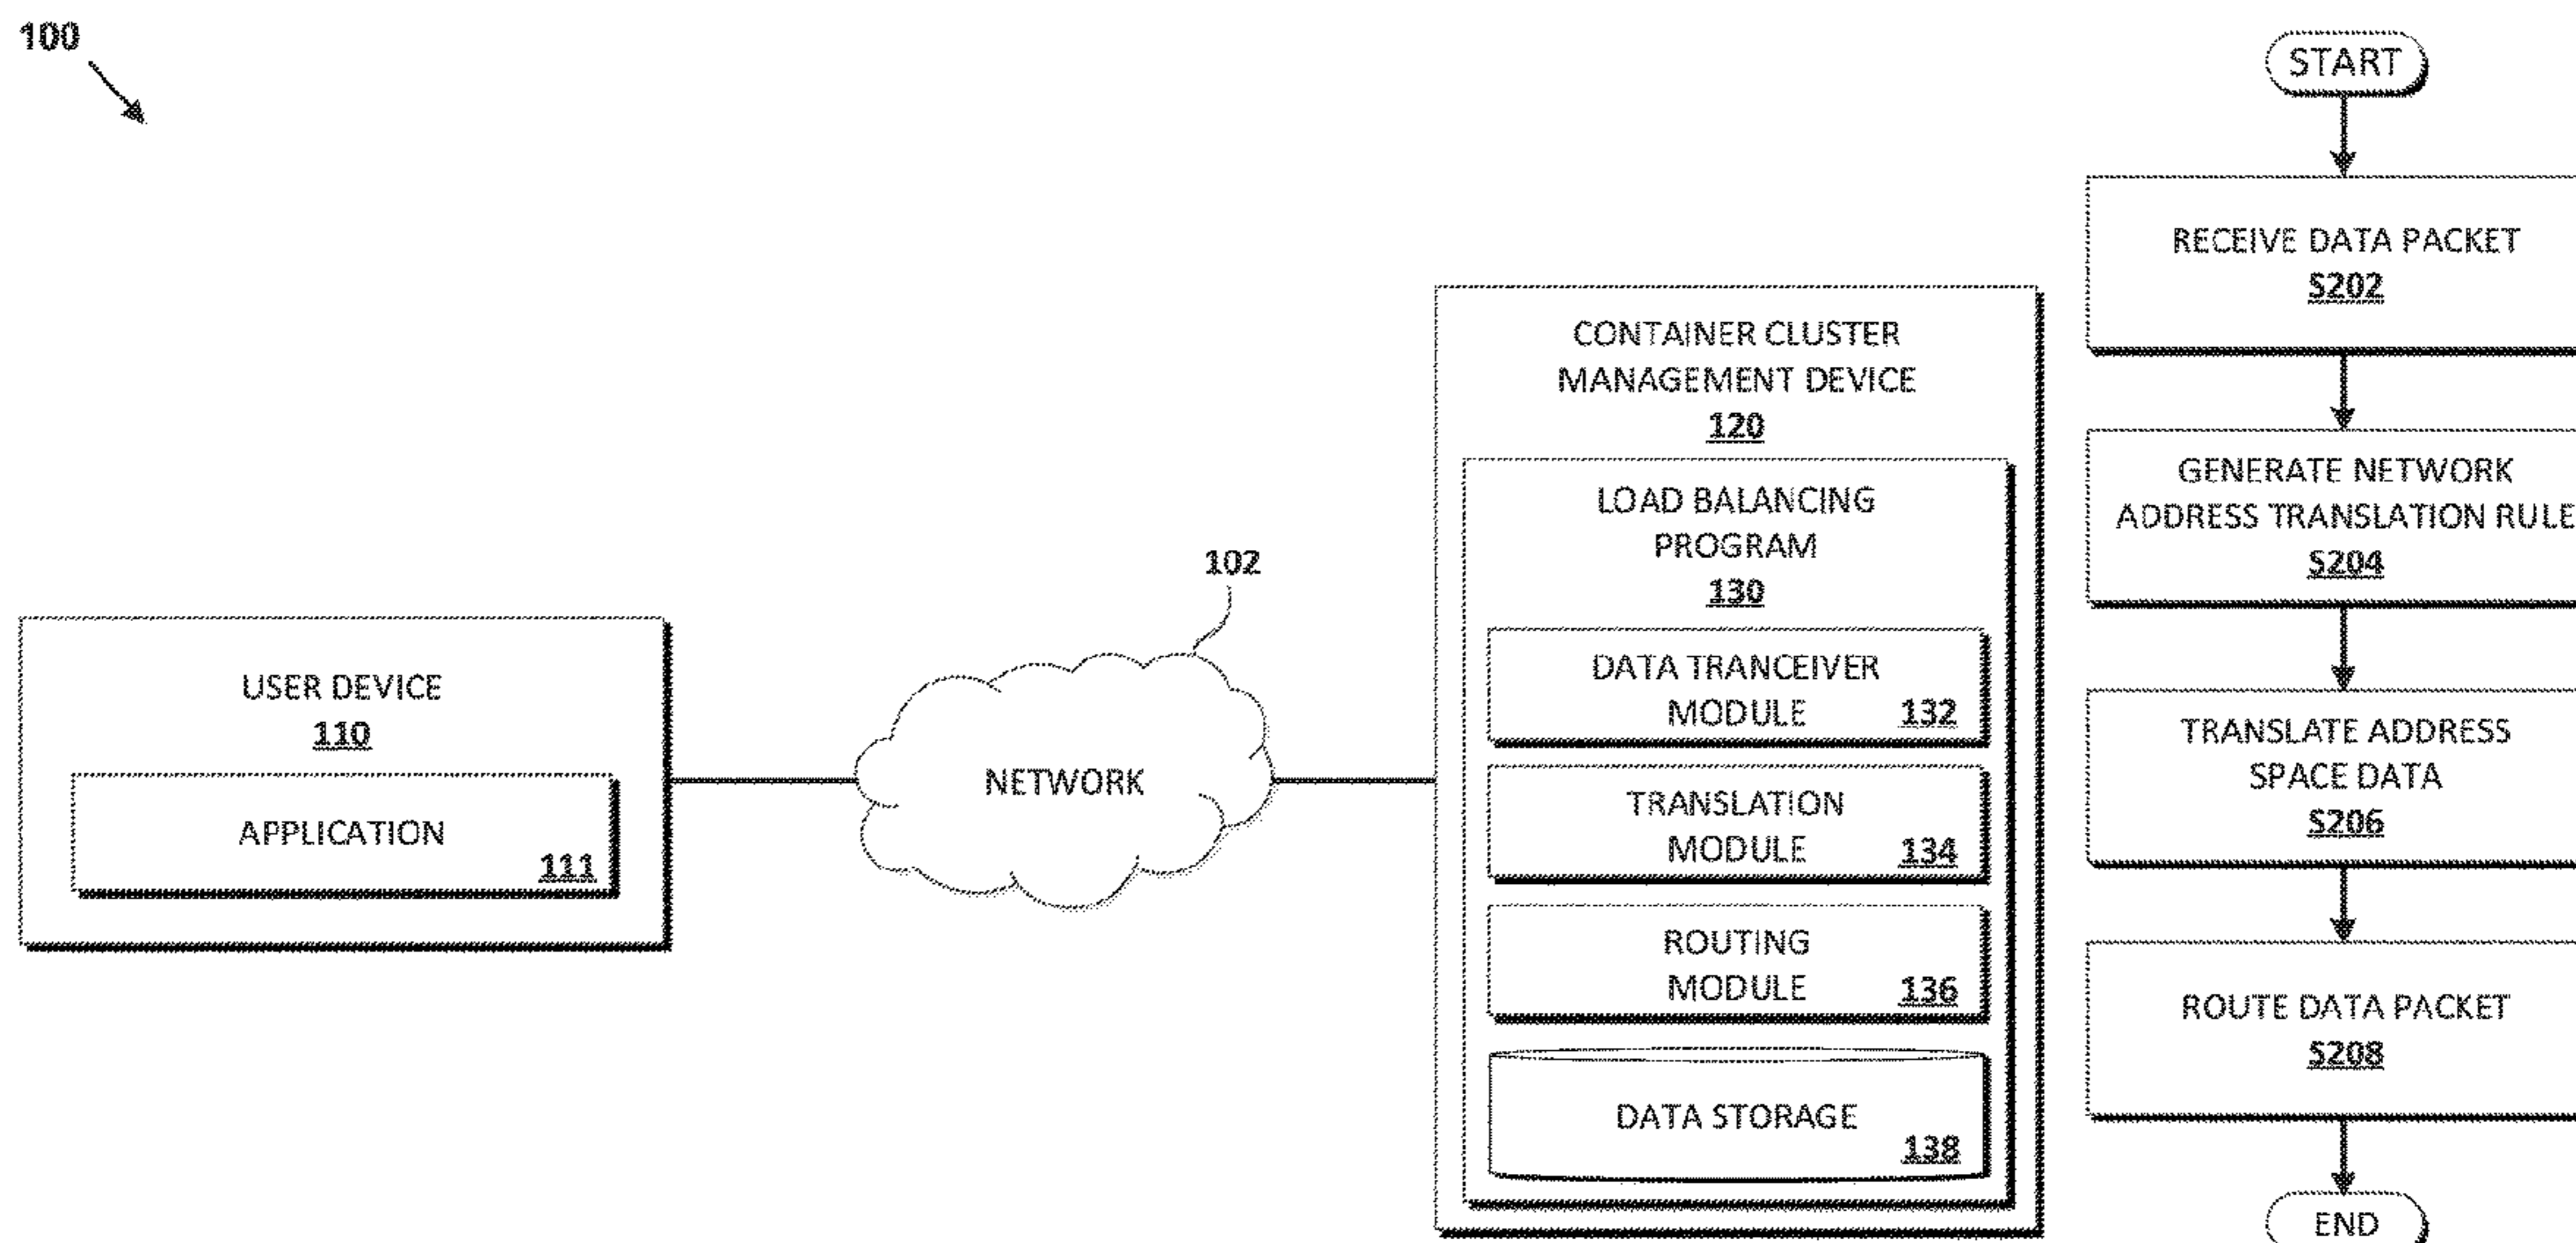 100
USER DEVICE
110
APPLICATION
111
102
NETWORK
CONTAINER CLUSTER
MANAGEMENT DEVICE
120
LOAD BALANCING
PROGRAM
130
DATA TRANCEIVER
MODULE 132
TRANSLATION
MODULE 134
ROUTING
MODULE 136
DATA STORAGE
138
START
RECEIVE DATA PACKET
S202
GENERATE NETWORK
ADDRESS TRANSLATION RULE
S204
TRANSLATE ADDRESS
SPACE DATA
S206
ROUTE DATA PACKET
S208
END